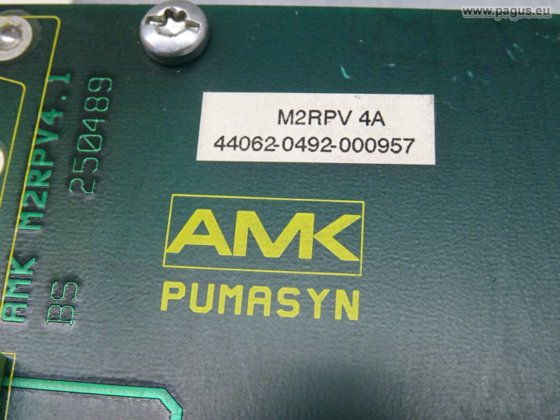 www.pagus.eu
M2RPV 4A
44062-0492-000957
AMK
PUMASYN
AMK M2RPV4.1
250489
BS